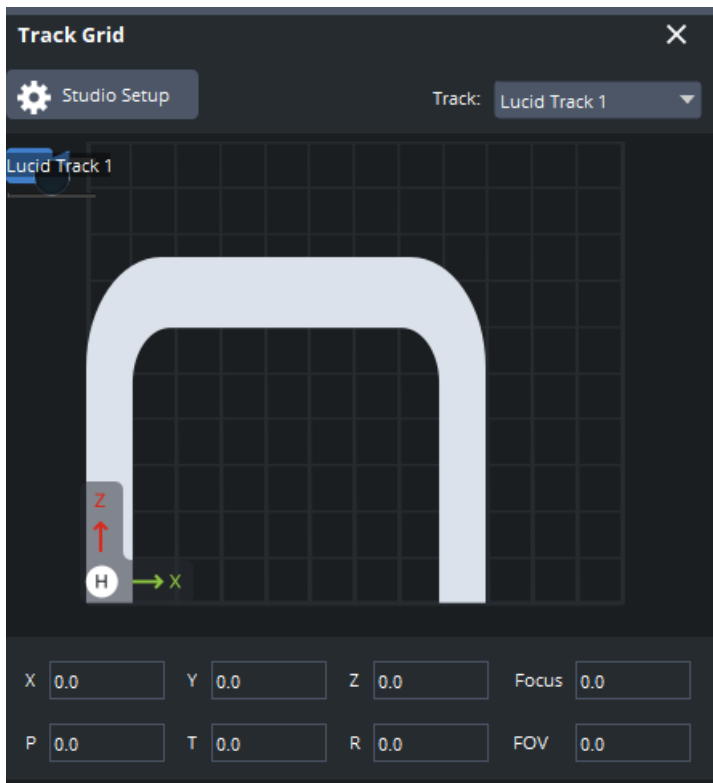 Track Grid
Studio Setup
Track: Lucid Track 1
Lucid Track 1
Z
H X
X 0.0 Y 0.0 Z 0.0 Focus 0.0
P 0.0 T 0.0 R 0.0 FOV 0.0